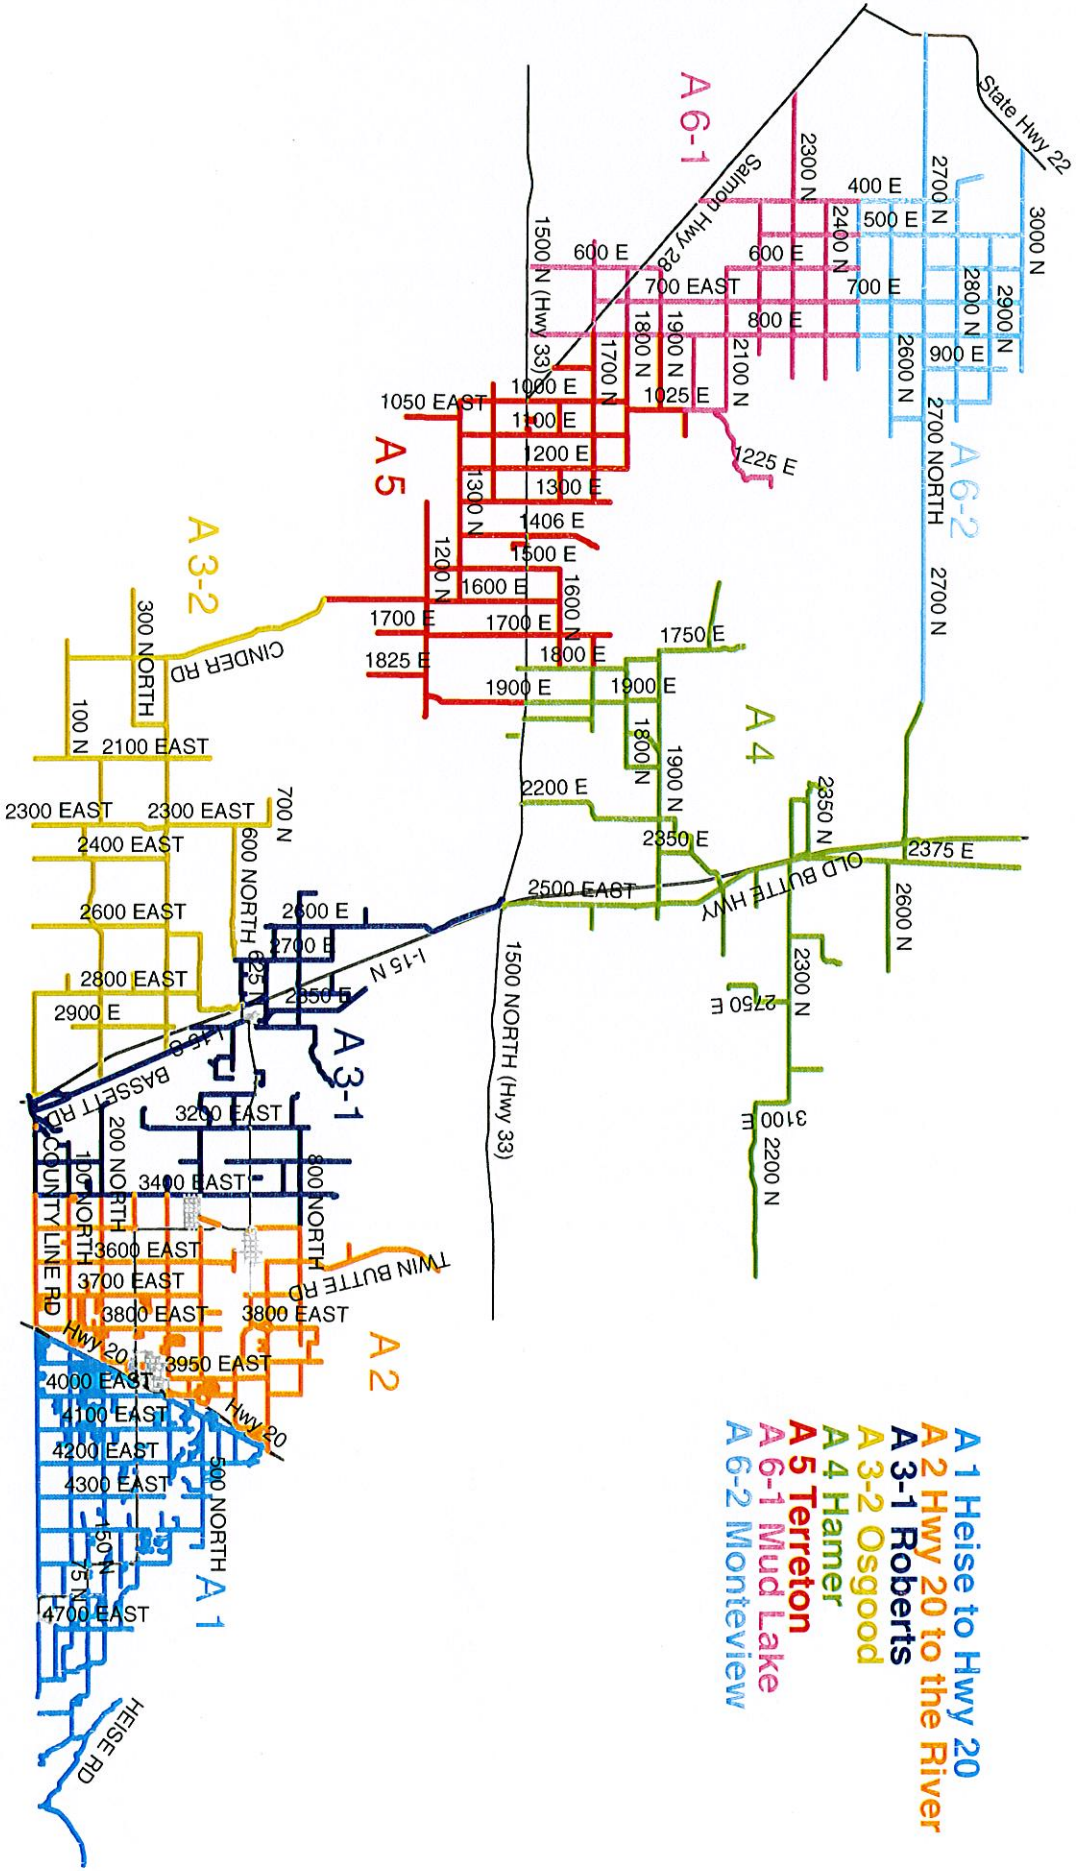 State Hwy 22
Salmon Hwy 28
A 6-1
2300 N
400 E
2700 N
3000 N
500 E
2400 N
600 E
600 E
1500 N (Hwy 33)
700 EAST
700 E
2800 N
2900 N
800 E
1700 N
1800 N
1900 N
2100 N
2600 N
900 E
1000 E
1050 EAST
1025 E
2700 NORTH
1100 E
A 5
1200 E
1225 E
A 6-2
1300 E
1300 N
1406 E
1500 E
1200 N
1600 E
1600 N
2700 N
A 3-2
300 NORTH
CINDER RD
1700 E
1700 E
1750 E
1825 E
1800 E
1900 E
1900 E
A 4
100 N
2100 EAST
1800 N
1900 N
2200 E
2300 EAST
2300 EAST
700 N
2350 N
2400 EAST
600 NORTH
2350 E
2375 E
OLD BUTTE HWY
2500 EAST
2600 N
2600 EAST
2600 E
2700 E
I-15 N
625 N
1500 NORTH (Hwy 33)
2300 N
2800 EAST
2850 E
2750 E
2900 E
I-15 S
A 3-1
BASSETT RD
3200 EAST
3100 E
2200 N
200 NORTH
COUNTY LINE RD
100 NORTH
3400 EAST
800 NORTH
3600 EAST
TWIN BUTTE RD
3700 EAST
3800 EAST
3800 EAST
Hwy 20
3950 EAST
A 2
4000 EAST
Hwy 20
4100 EAST
4200 EAST
4300 EAST
500 NORTH
150 N
75 N
A 1
4700 EAST
HEISE RD
A 1 Heise to Hwy 20
A 2 Hwy 20 to the River
A 3-1 Roberts
A 3-2 Osgood
A 4 Hamer
A 5 Terreton
A 6-1 Mud Lake
A 6-2 Monteview